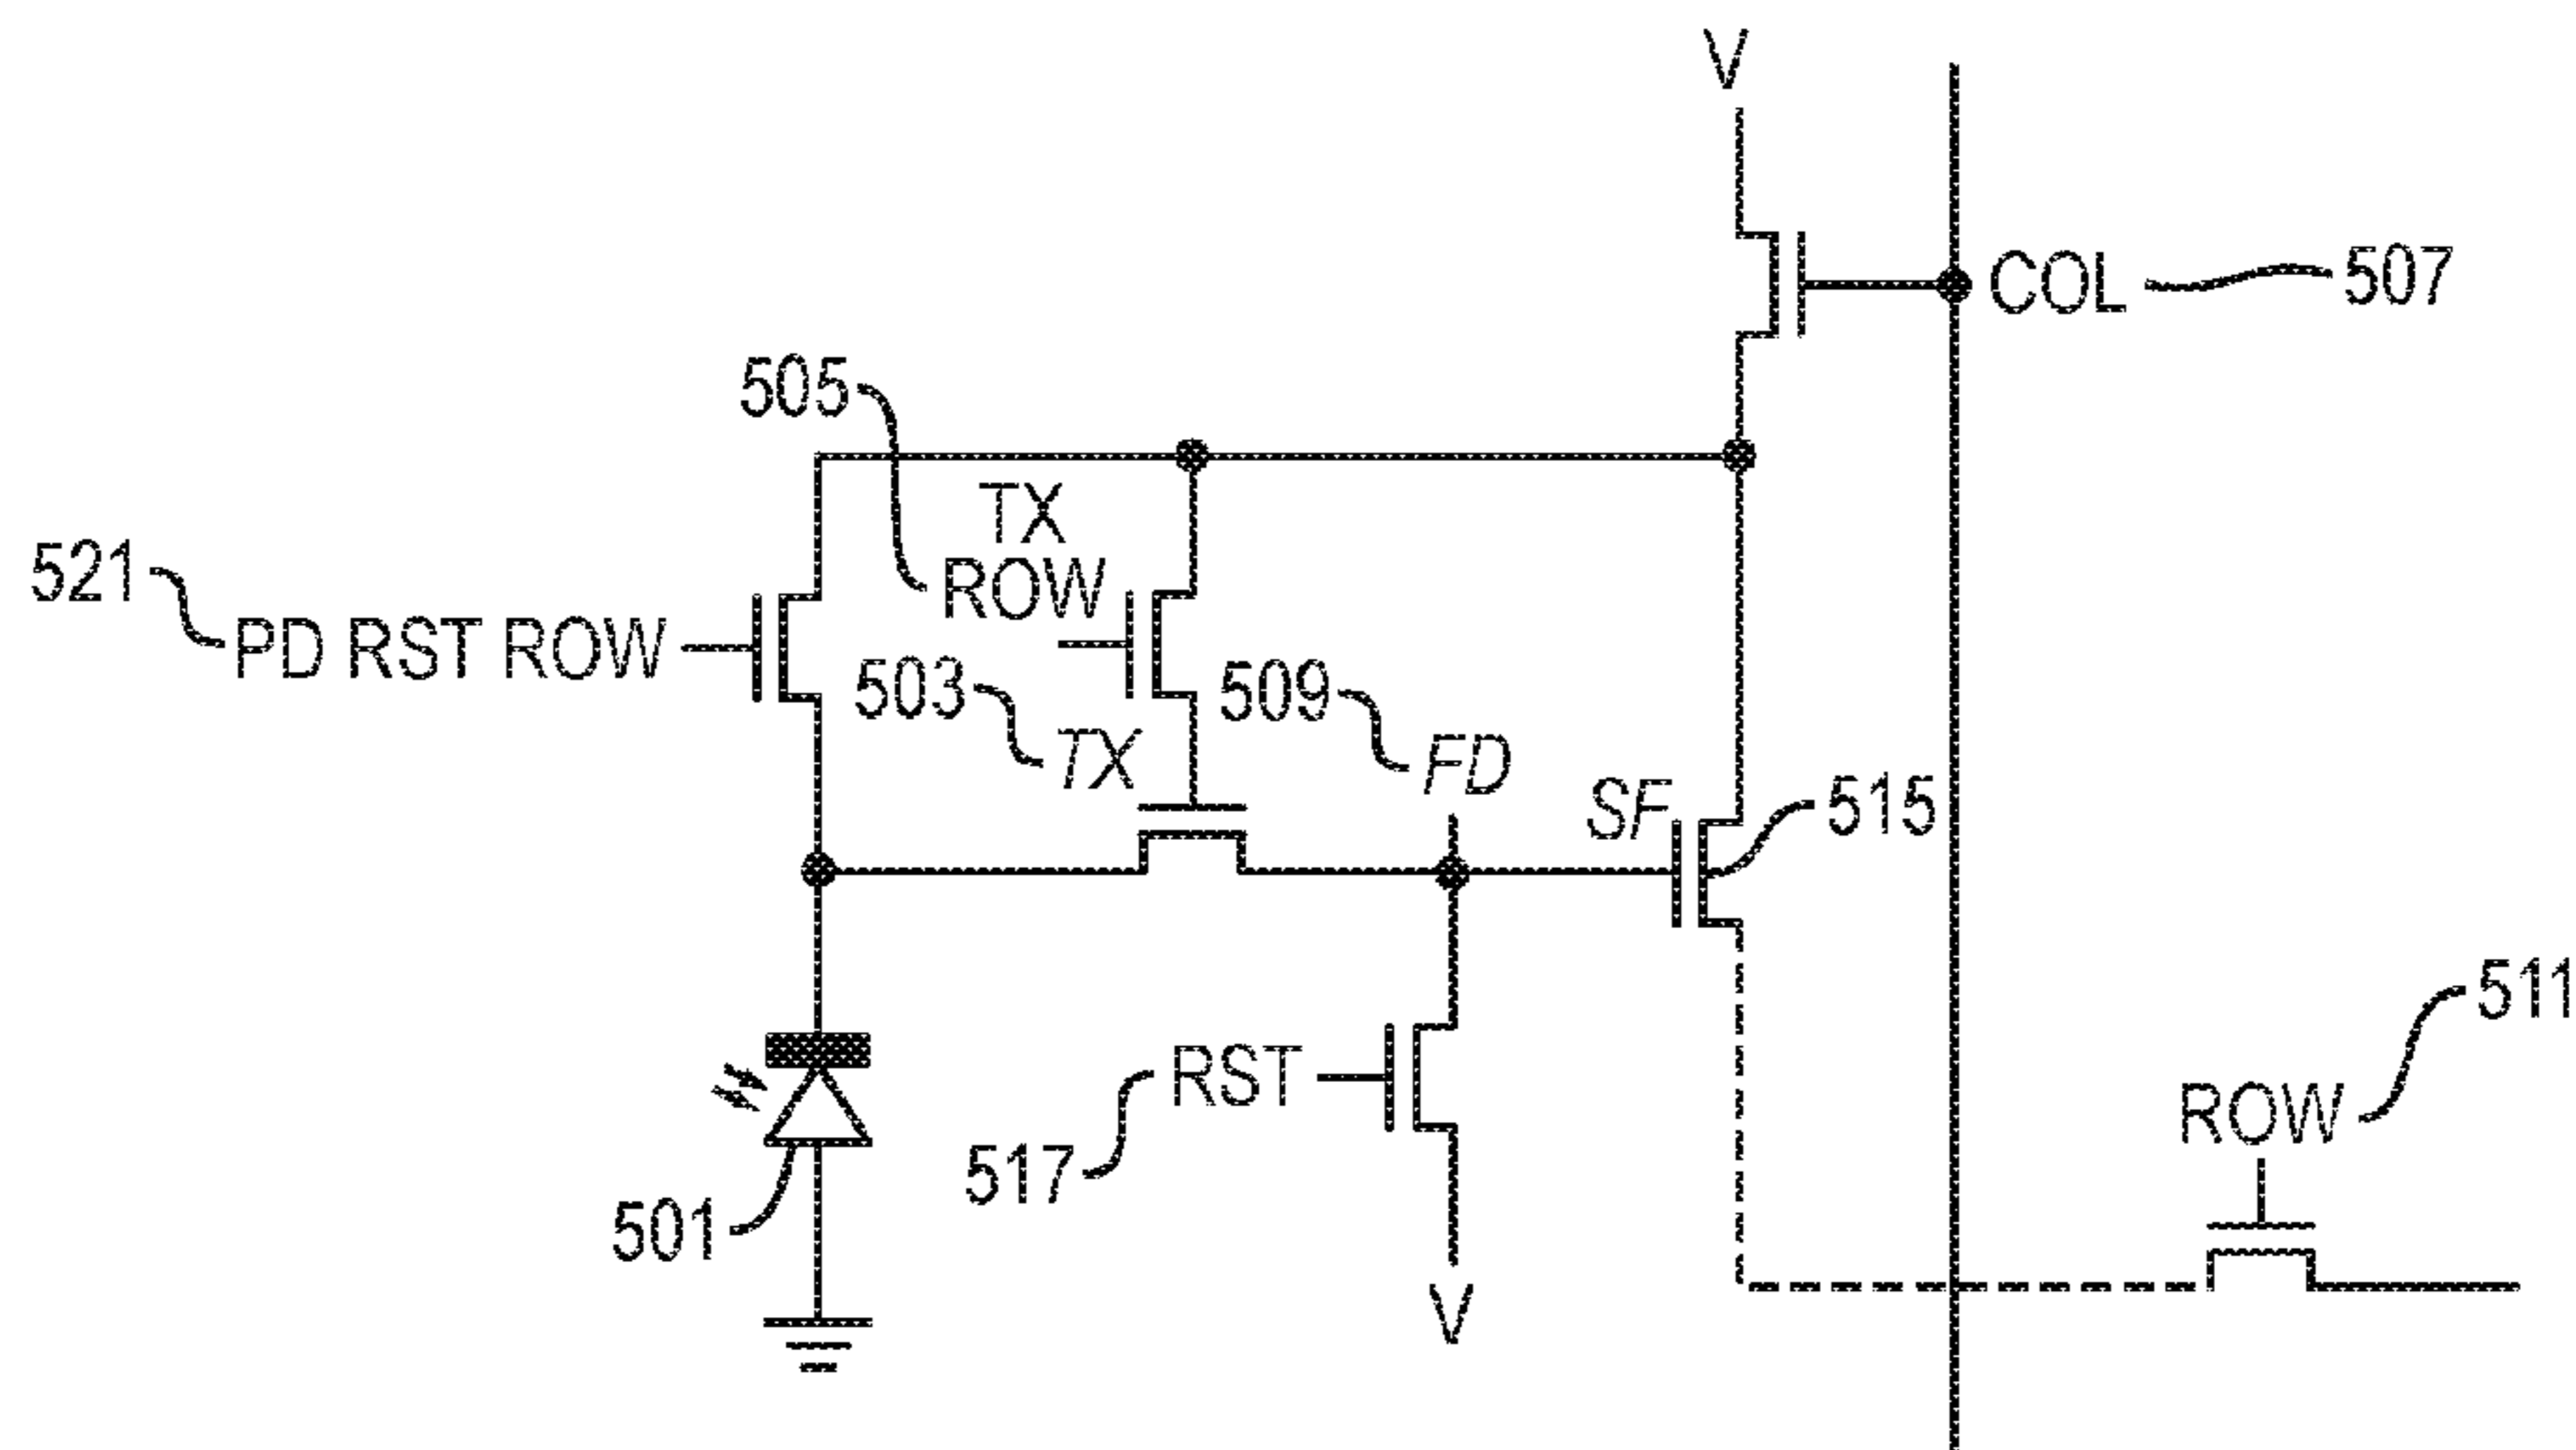 V
COL 507
505
TX
ROW
521
PD RST ROW
503
TX
509
FD
SF
515
RST
517
501
V
511
ROW